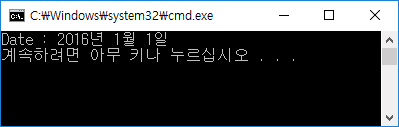 C:\Windows\system32\cmd.exe
Date : 2016년 1월 1일
계속하려면 아무 키나 누르십시오 . . .